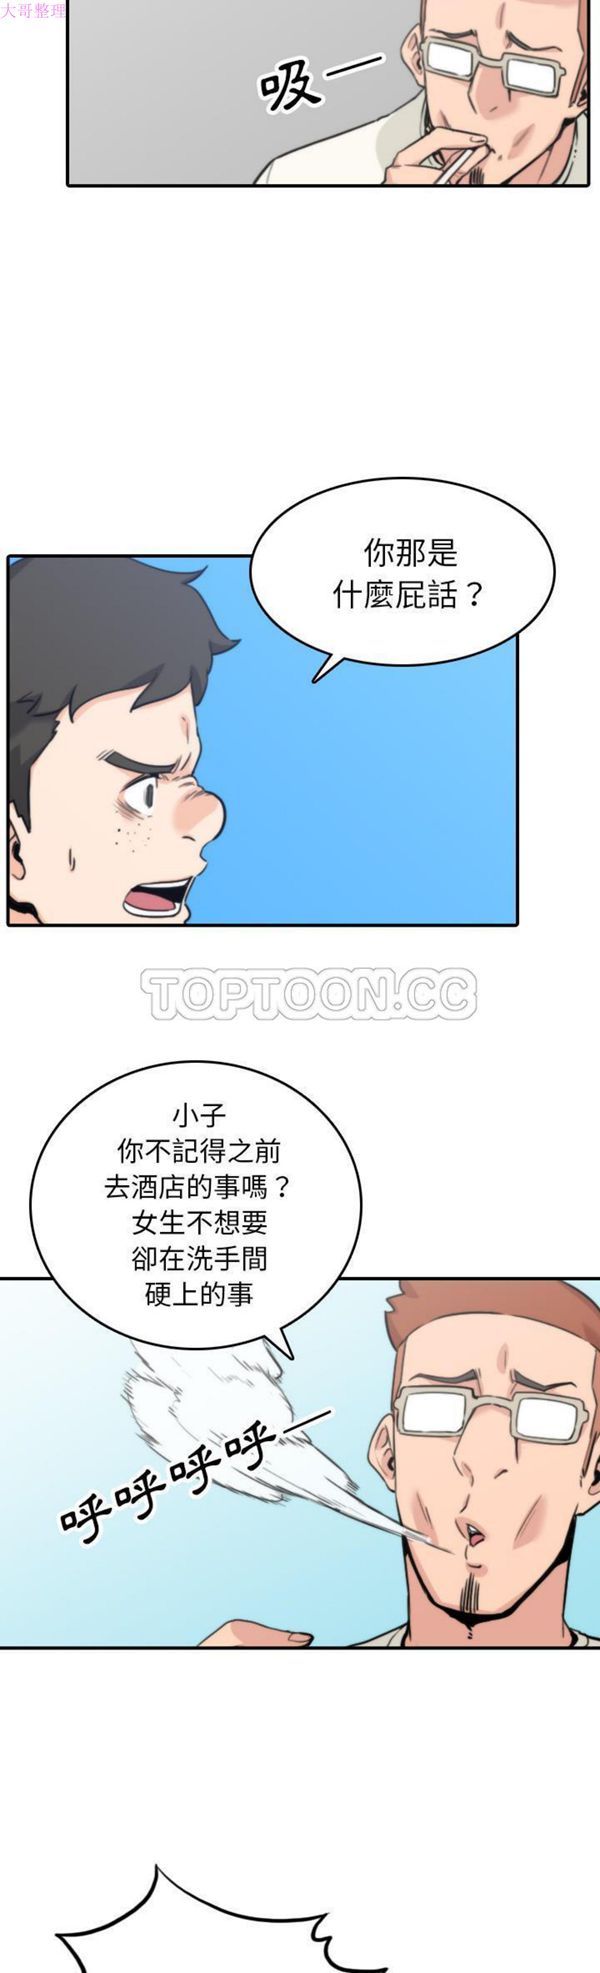 大哥整理
吸一
你那是
什麼屁話？
TOPTOON.CC
小子
你不記得之前
去酒店的事嗎？
女生不想要
卻在洗手間
硬上的事
呼呼呼呼一